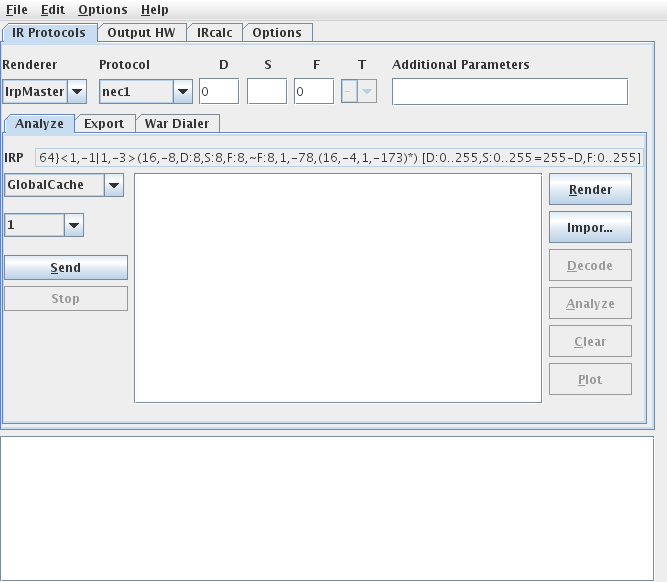 File Edit Options Help
IR Protocols Output HW IRcalc Options
Renderer Protocol D S F T Additional Parameters
IrpMaster nec1 0 0 -
Analyze Export War Dialer
IRP 64}<1,-1|1,-3>(16,-8,D:8,S:8,F:8,~F:8,1,-78,(16,-4,1,-173)*) [D:0..255,S:0..255=255-D,F:0..255]
GlobalCache Render
1 Impor...
Send Decode
Stop Analyze
Clear
Plot